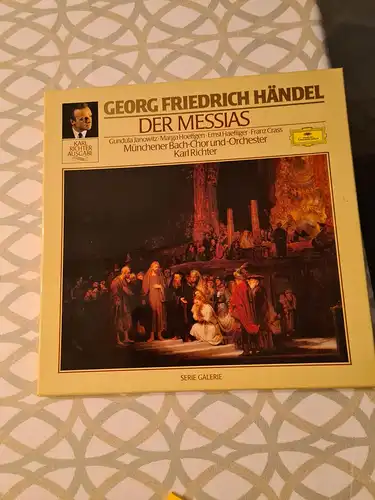 GEORG FRIEDRICH HÄNDEL
DER MESSIAS
Gundula Janowitz · Marga Hoeffgen · Ernst Haefliger · Franz Crass
Münchener Bach-Chor und -Orchester
Karl Richter
KARL
RICHTER
AUSGABE
SERIE GALERIE